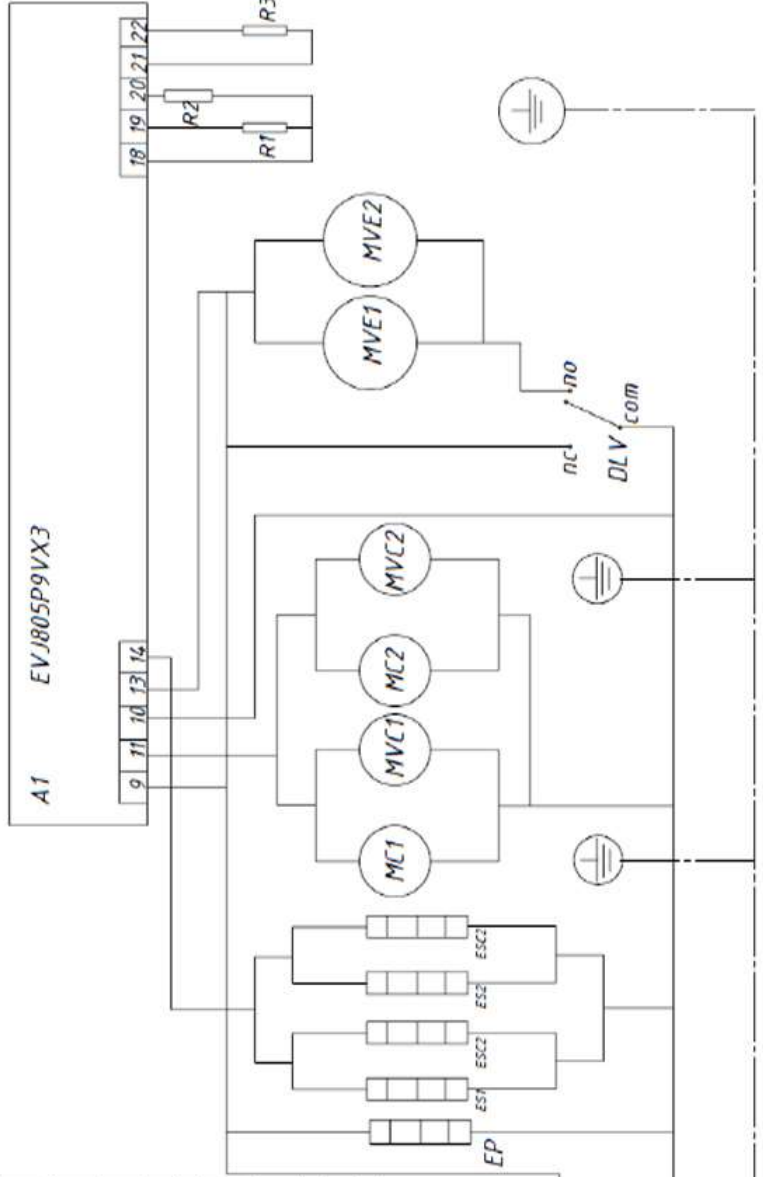 A1 EVJ805P9VX3
9
11
10
13
14
18
19
20
21
22
R1
R2
R3
MVE1
MVE2
nc
no
DLV
com
MC1
MVC1
MC2
MVC2
EP
ES1
ESC2
ES2
ESC2